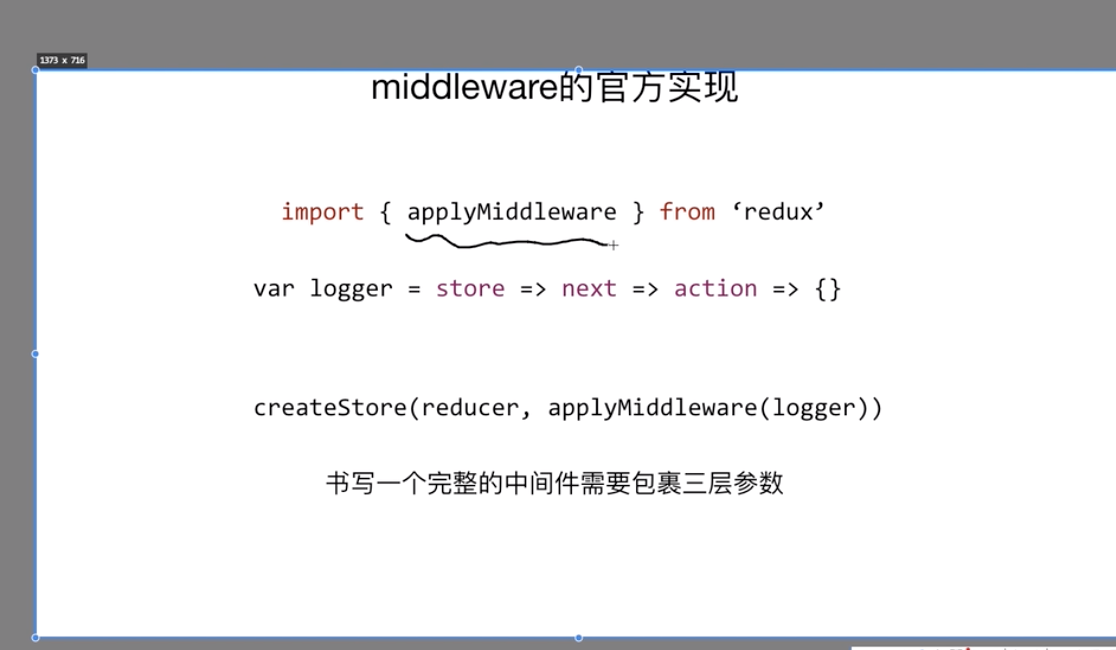 1373 x 716
middleware的官方实现
import { applyMiddleware } from ‘redux’
var logger = store => next => action => {}
createStore(reducer, applyMiddleware(logger))
书写一个完整的中间件需要包裹三层参数